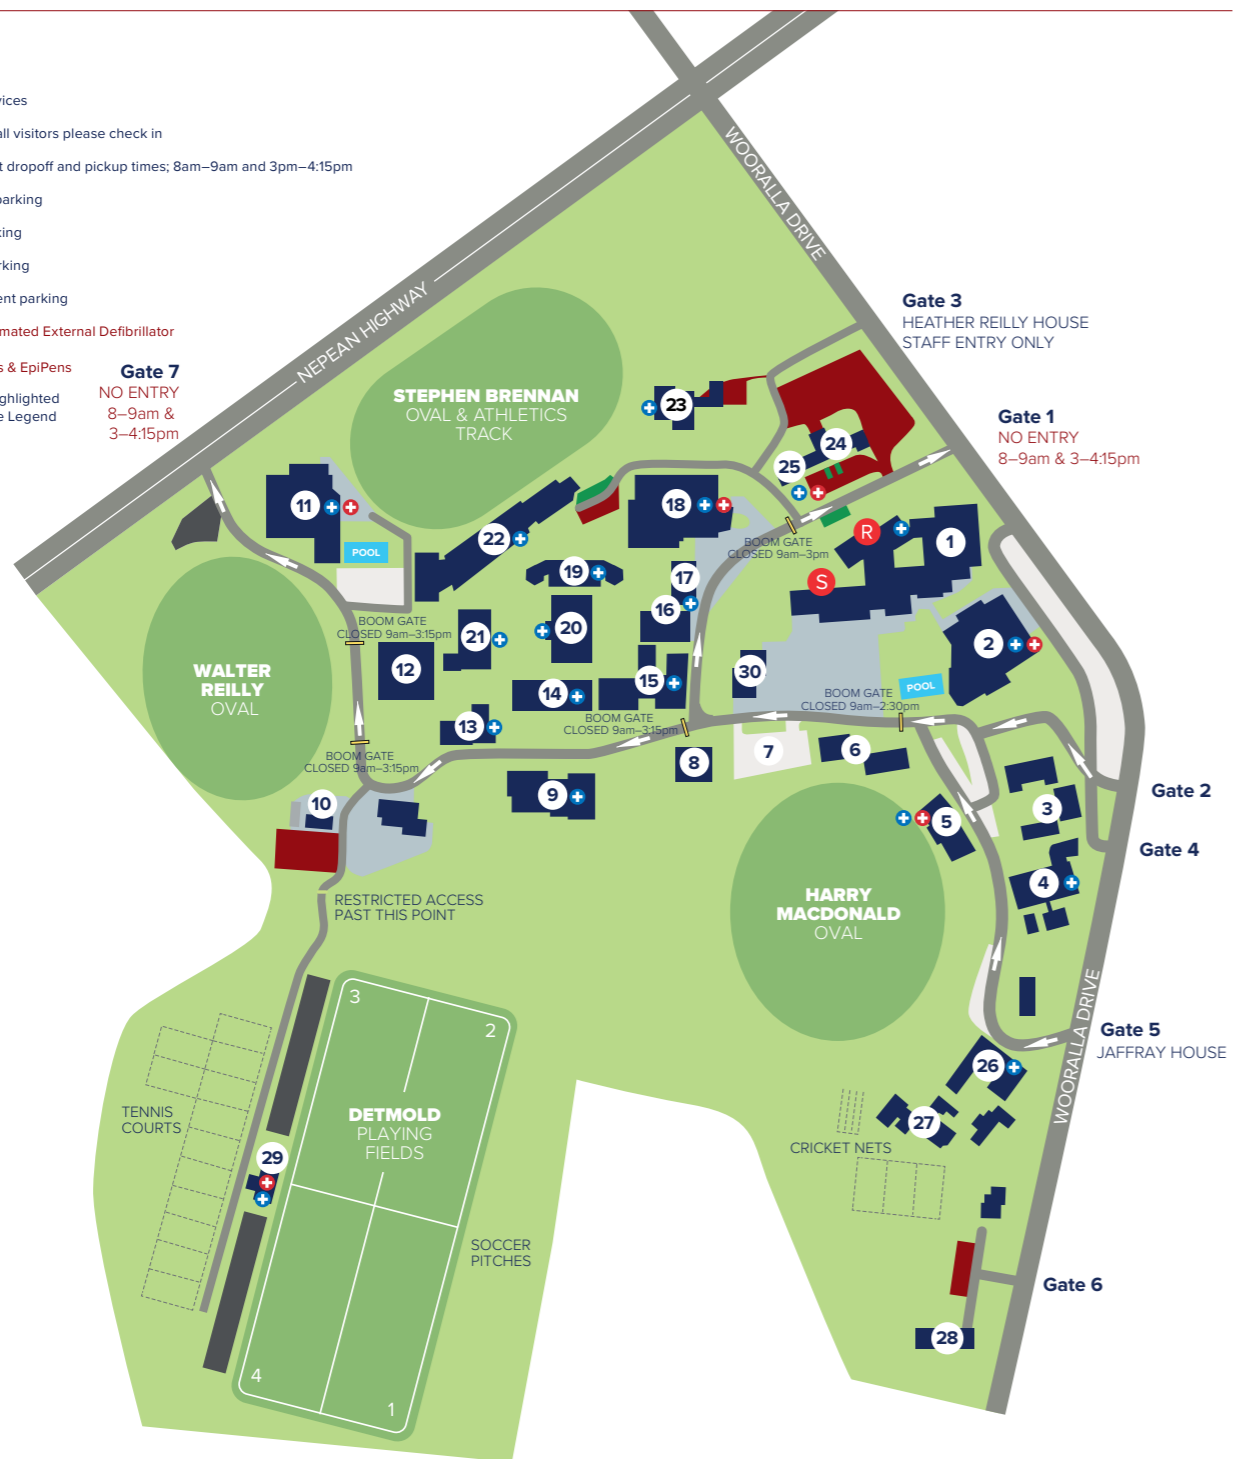 vices
all visitors please check in
t dropoff and pickup times; 8am–9am and 3pm–4:15pm
parking
king
rking
ent parking
mated External Defibrillator
s & EpiPens
ghlighted
e Legend
Gate 7
NO ENTRY
8–9am &
3–4:15pm
NEPEAN HIGHWAY
WOORALLA DRIVE
Gate 3
HEATHER REILLY HOUSE
STAFF ENTRY ONLY
Gate 1
NO ENTRY
8–9am & 3–4:15pm
STEPHEN BRENNAN
OVAL & ATHLETICS
TRACK
23
24
25
11
18
22
POOL
R
1
BOOM GATE
CLOSED 9am–3pm
S
19
17
16
20
21
BOOM GATE
CLOSED 9am–3:15pm
12
2
WALTER
REILLY
OVAL
14
15
30
POOL
BOOM GATE
CLOSED 9am–2:30pm
13
BOOM GATE
CLOSED 9am–3:15pm
7
6
8
BOOM GATE
CLOSED 9am–3:15pm
9
10
5
3
4
Gate 2
Gate 4
HARRY
MACDONALD
OVAL
RESTRICTED ACCESS
PAST THIS POINT
3
2
WOORALLA DRIVE
Gate 5
JAFFRAY HOUSE
26
27
TENNIS
COURTS
DETMOLD
PLAYING
FIELDS
CRICKET NETS
29
SOCCER
PITCHES
Gate 6
28
4
1